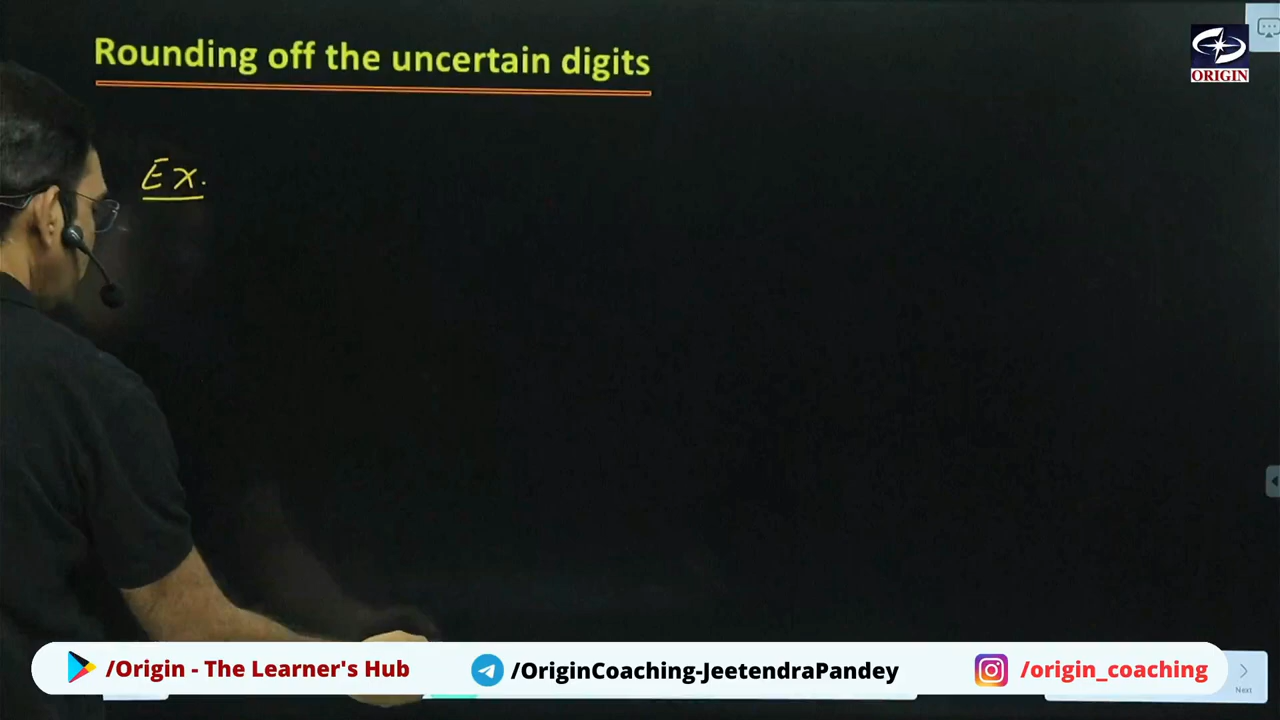 Rounding off the uncertain digits
ORIGIN
Ex.
/Origin - The Learner's Hub
/OriginCoaching-JeetendraPandey
/origin_coaching
Next